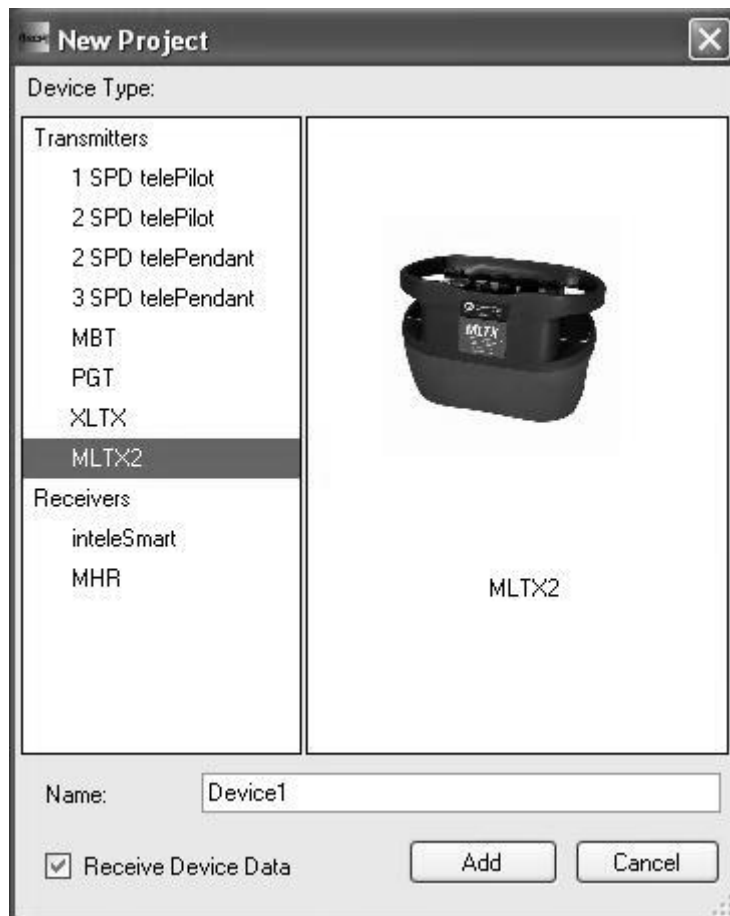 New Project
Device Type:
Transmitters
1 SPD telePilot
2 SPD telePilot
2 SPD telePendant
3 SPD telePendant
MBT
PGT
XLTX
MLTX2
Receivers
inteleSmart
MHR
MLTX
MLTX2
Name:
Device1
Receive Device Data
Add
Cancel